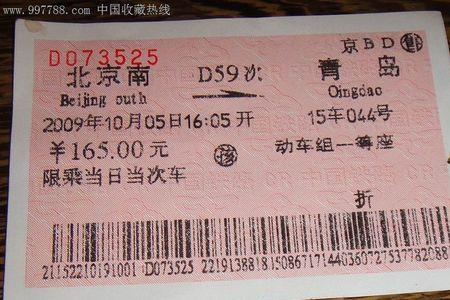 www.997788.com 中国收藏热线
京BD 售
D073525
北京南 D59次 青岛
Beijing outh Qingdao
2009年10月05日16:05开 15车044号
￥165.00元 孩 动车组一等座
限乘当日当次车
折
21152210191001 D073525 2219138818150867171440360727537782088